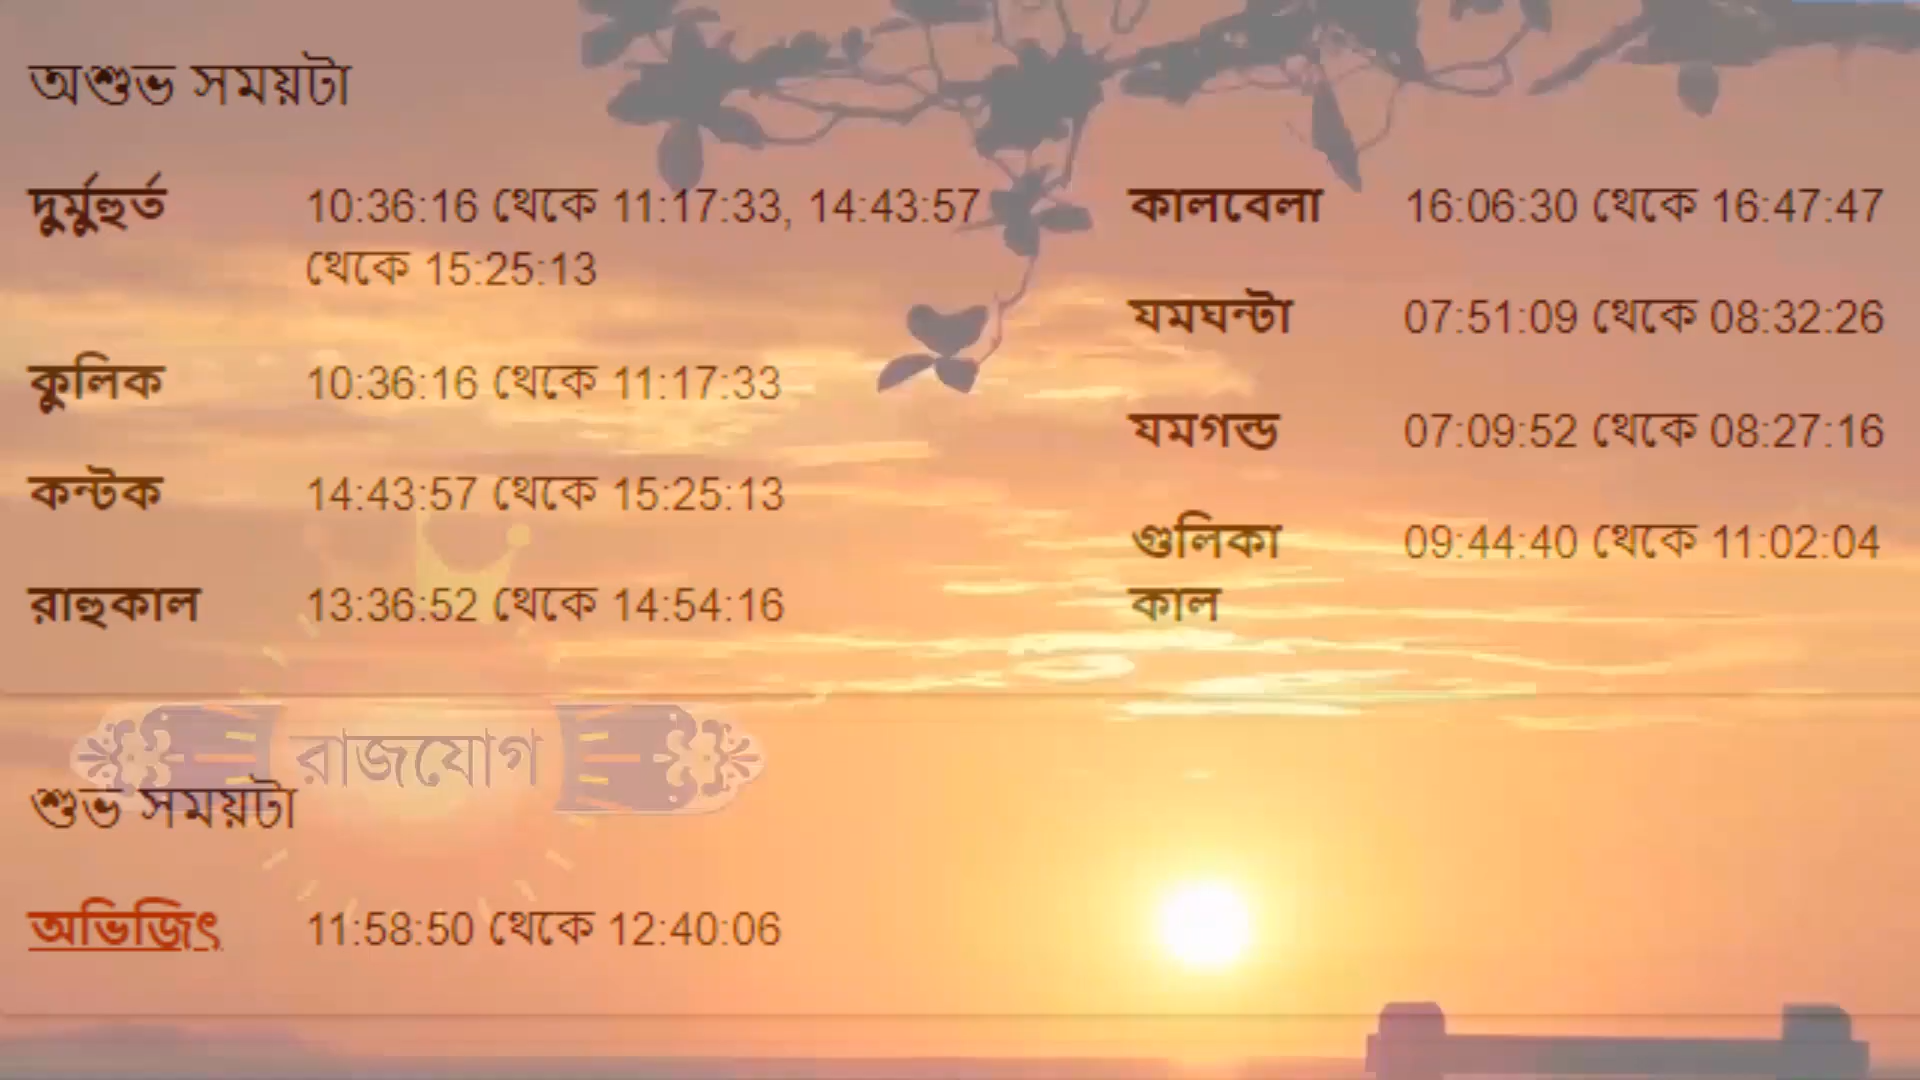 অশুভ সময়টা
দুর্মুহুর্ত 10:36:16 থেকে 11:17:33, 14:43:57
থেকে 15:25:13
কুলিক 10:36:16 থেকে 11:17:33
কন্টক 14:43:57 থেকে 15:25:13
রাহুকাল 13:36:52 থেকে 14:54:16
কালবেলা 16:06:30 থেকে 16:47:47
যমঘন্টা 07:51:09 থেকে 08:32:26
যমগন্ড 07:09:52 থেকে 08:27:16
গুলিকা 09:44:40 থেকে 11:02:04
কাল
রাজযোগ
শুভ সময়টা
অভিজিৎ 11:58:50 থেকে 12:40:06